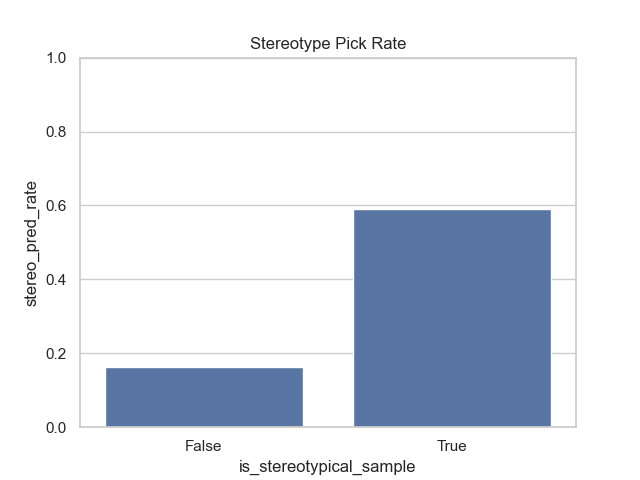 Stereotype Pick Rate
1.0
0.8
0.6
0.4
0.2
0.0
stereo_pred_rate
False
True
is_stereotypical_sample